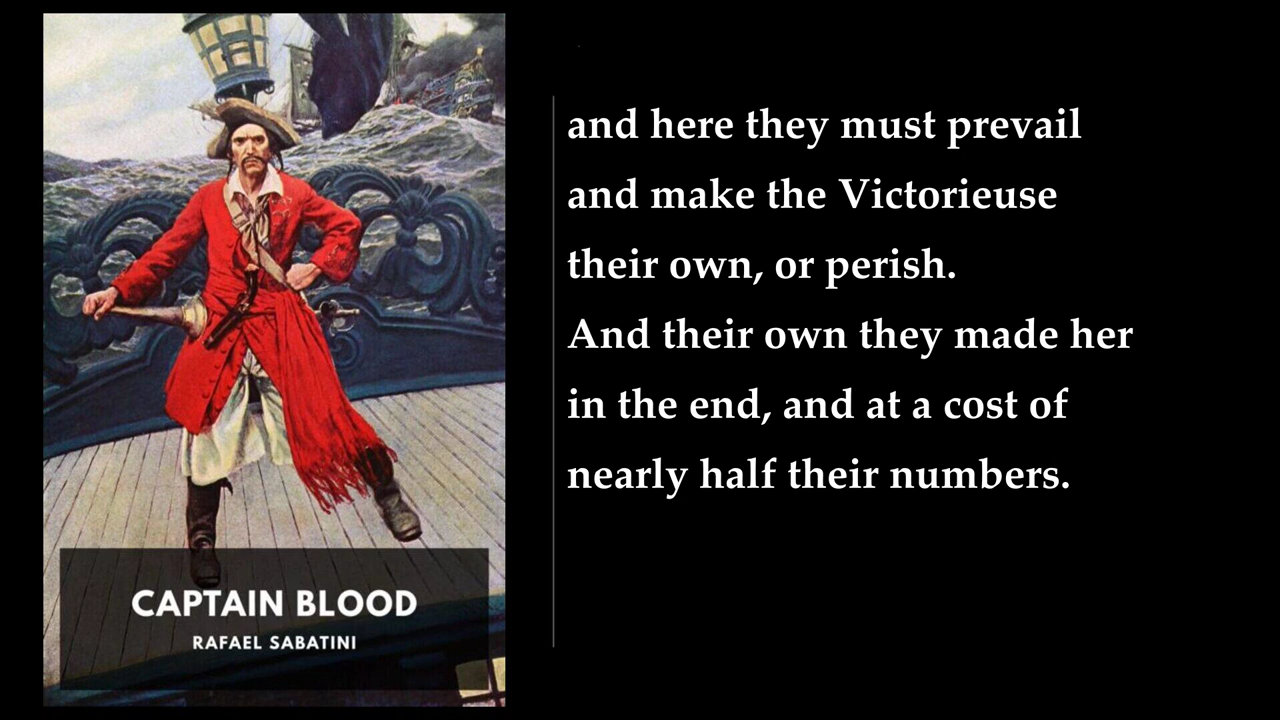 CAPTAIN BLOOD
RAFAEL SABATINI
and here they must prevail
and make the Victorieuse
their own, or perish.
And their own they made her
in the end, and at a cost of
nearly half their numbers.